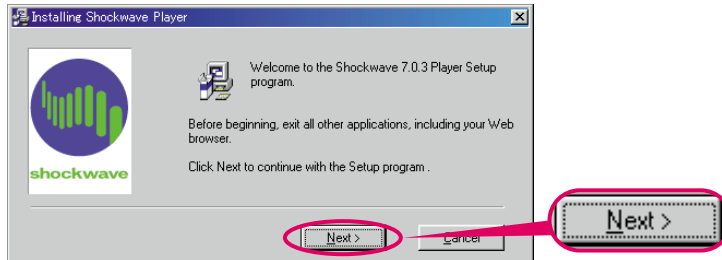 Installing Shockwave Player
Welcome to the Shockwave 7.0.3 Player Setup
program.
Before beginning, exit all other applications, including your Web
browser.
Click Next to continue with the Setup program .
shockwave
Next >
Cancel
Next >